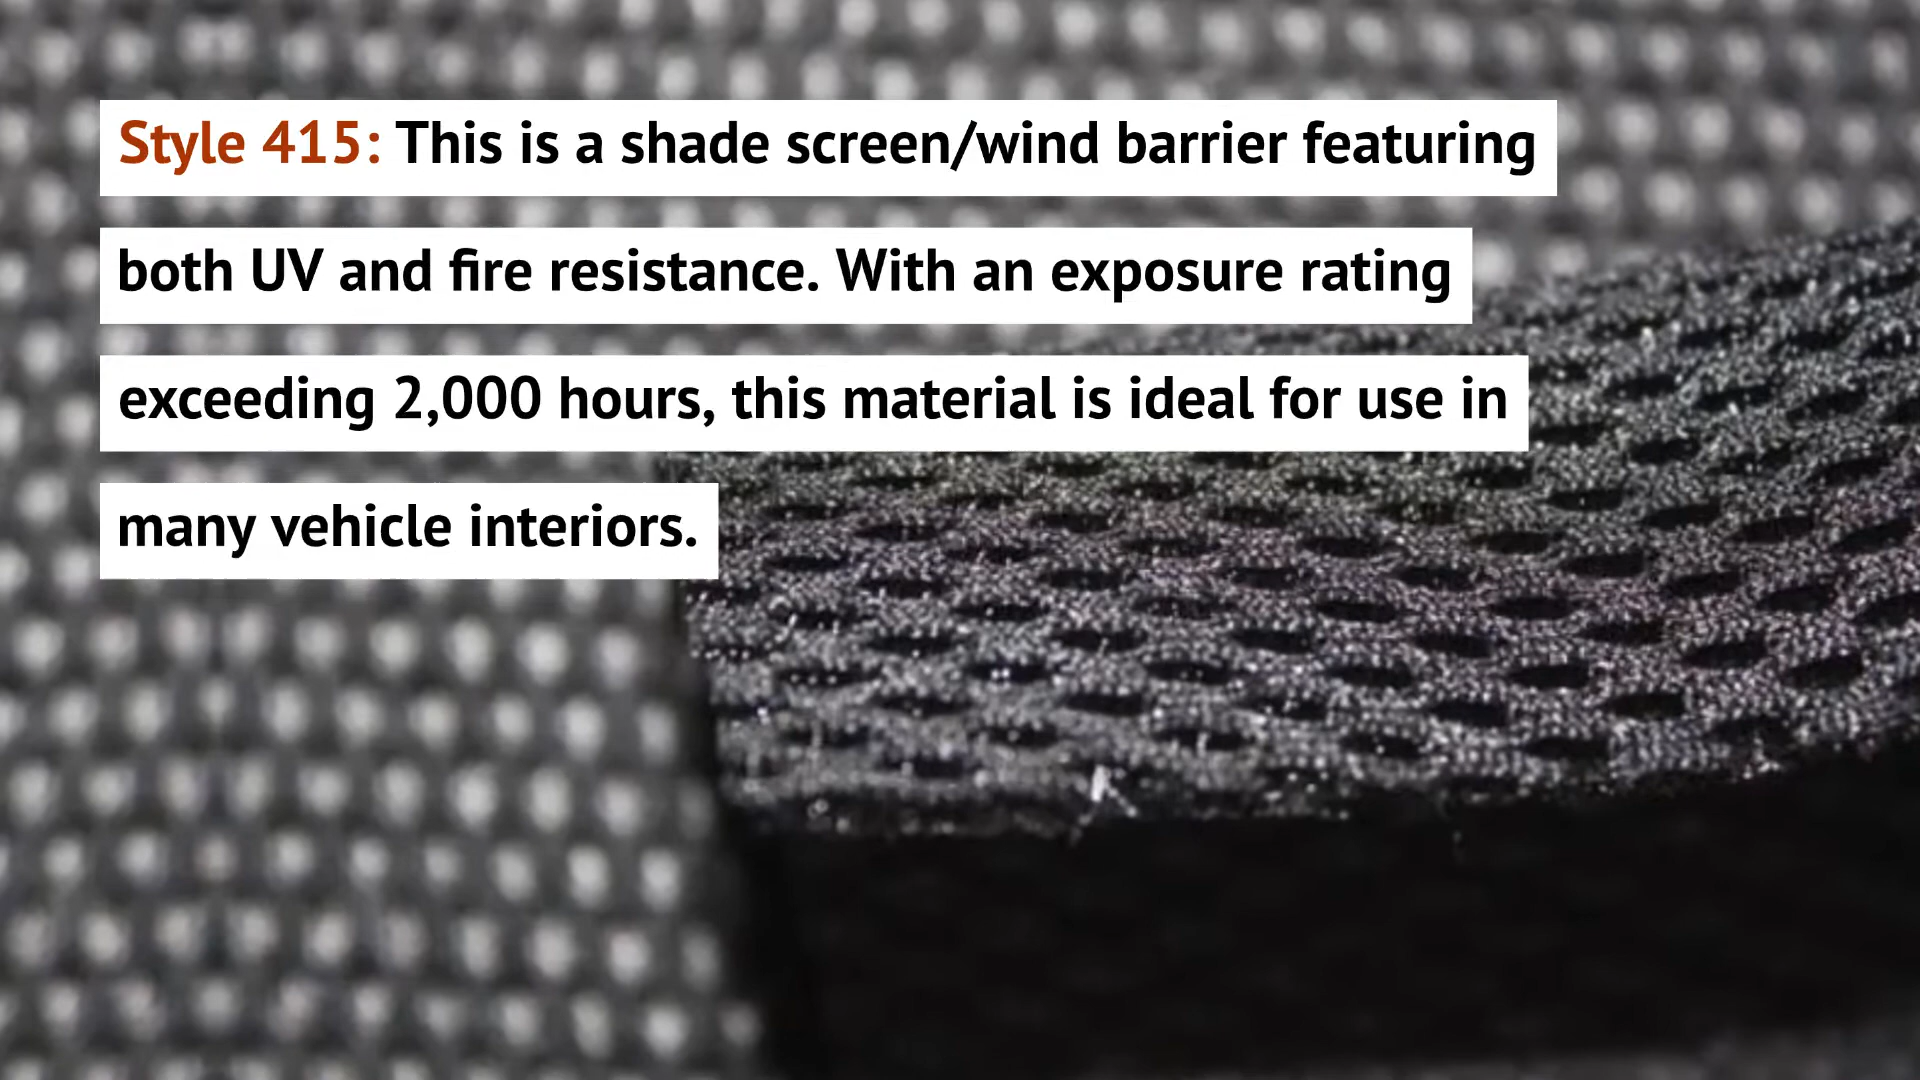 Style 415: This is a shade screen/wind barrier featuring
both UV and fire resistance. With an exposure rating
exceeding 2,000 hours, this material is ideal for use in
many vehicle interiors.